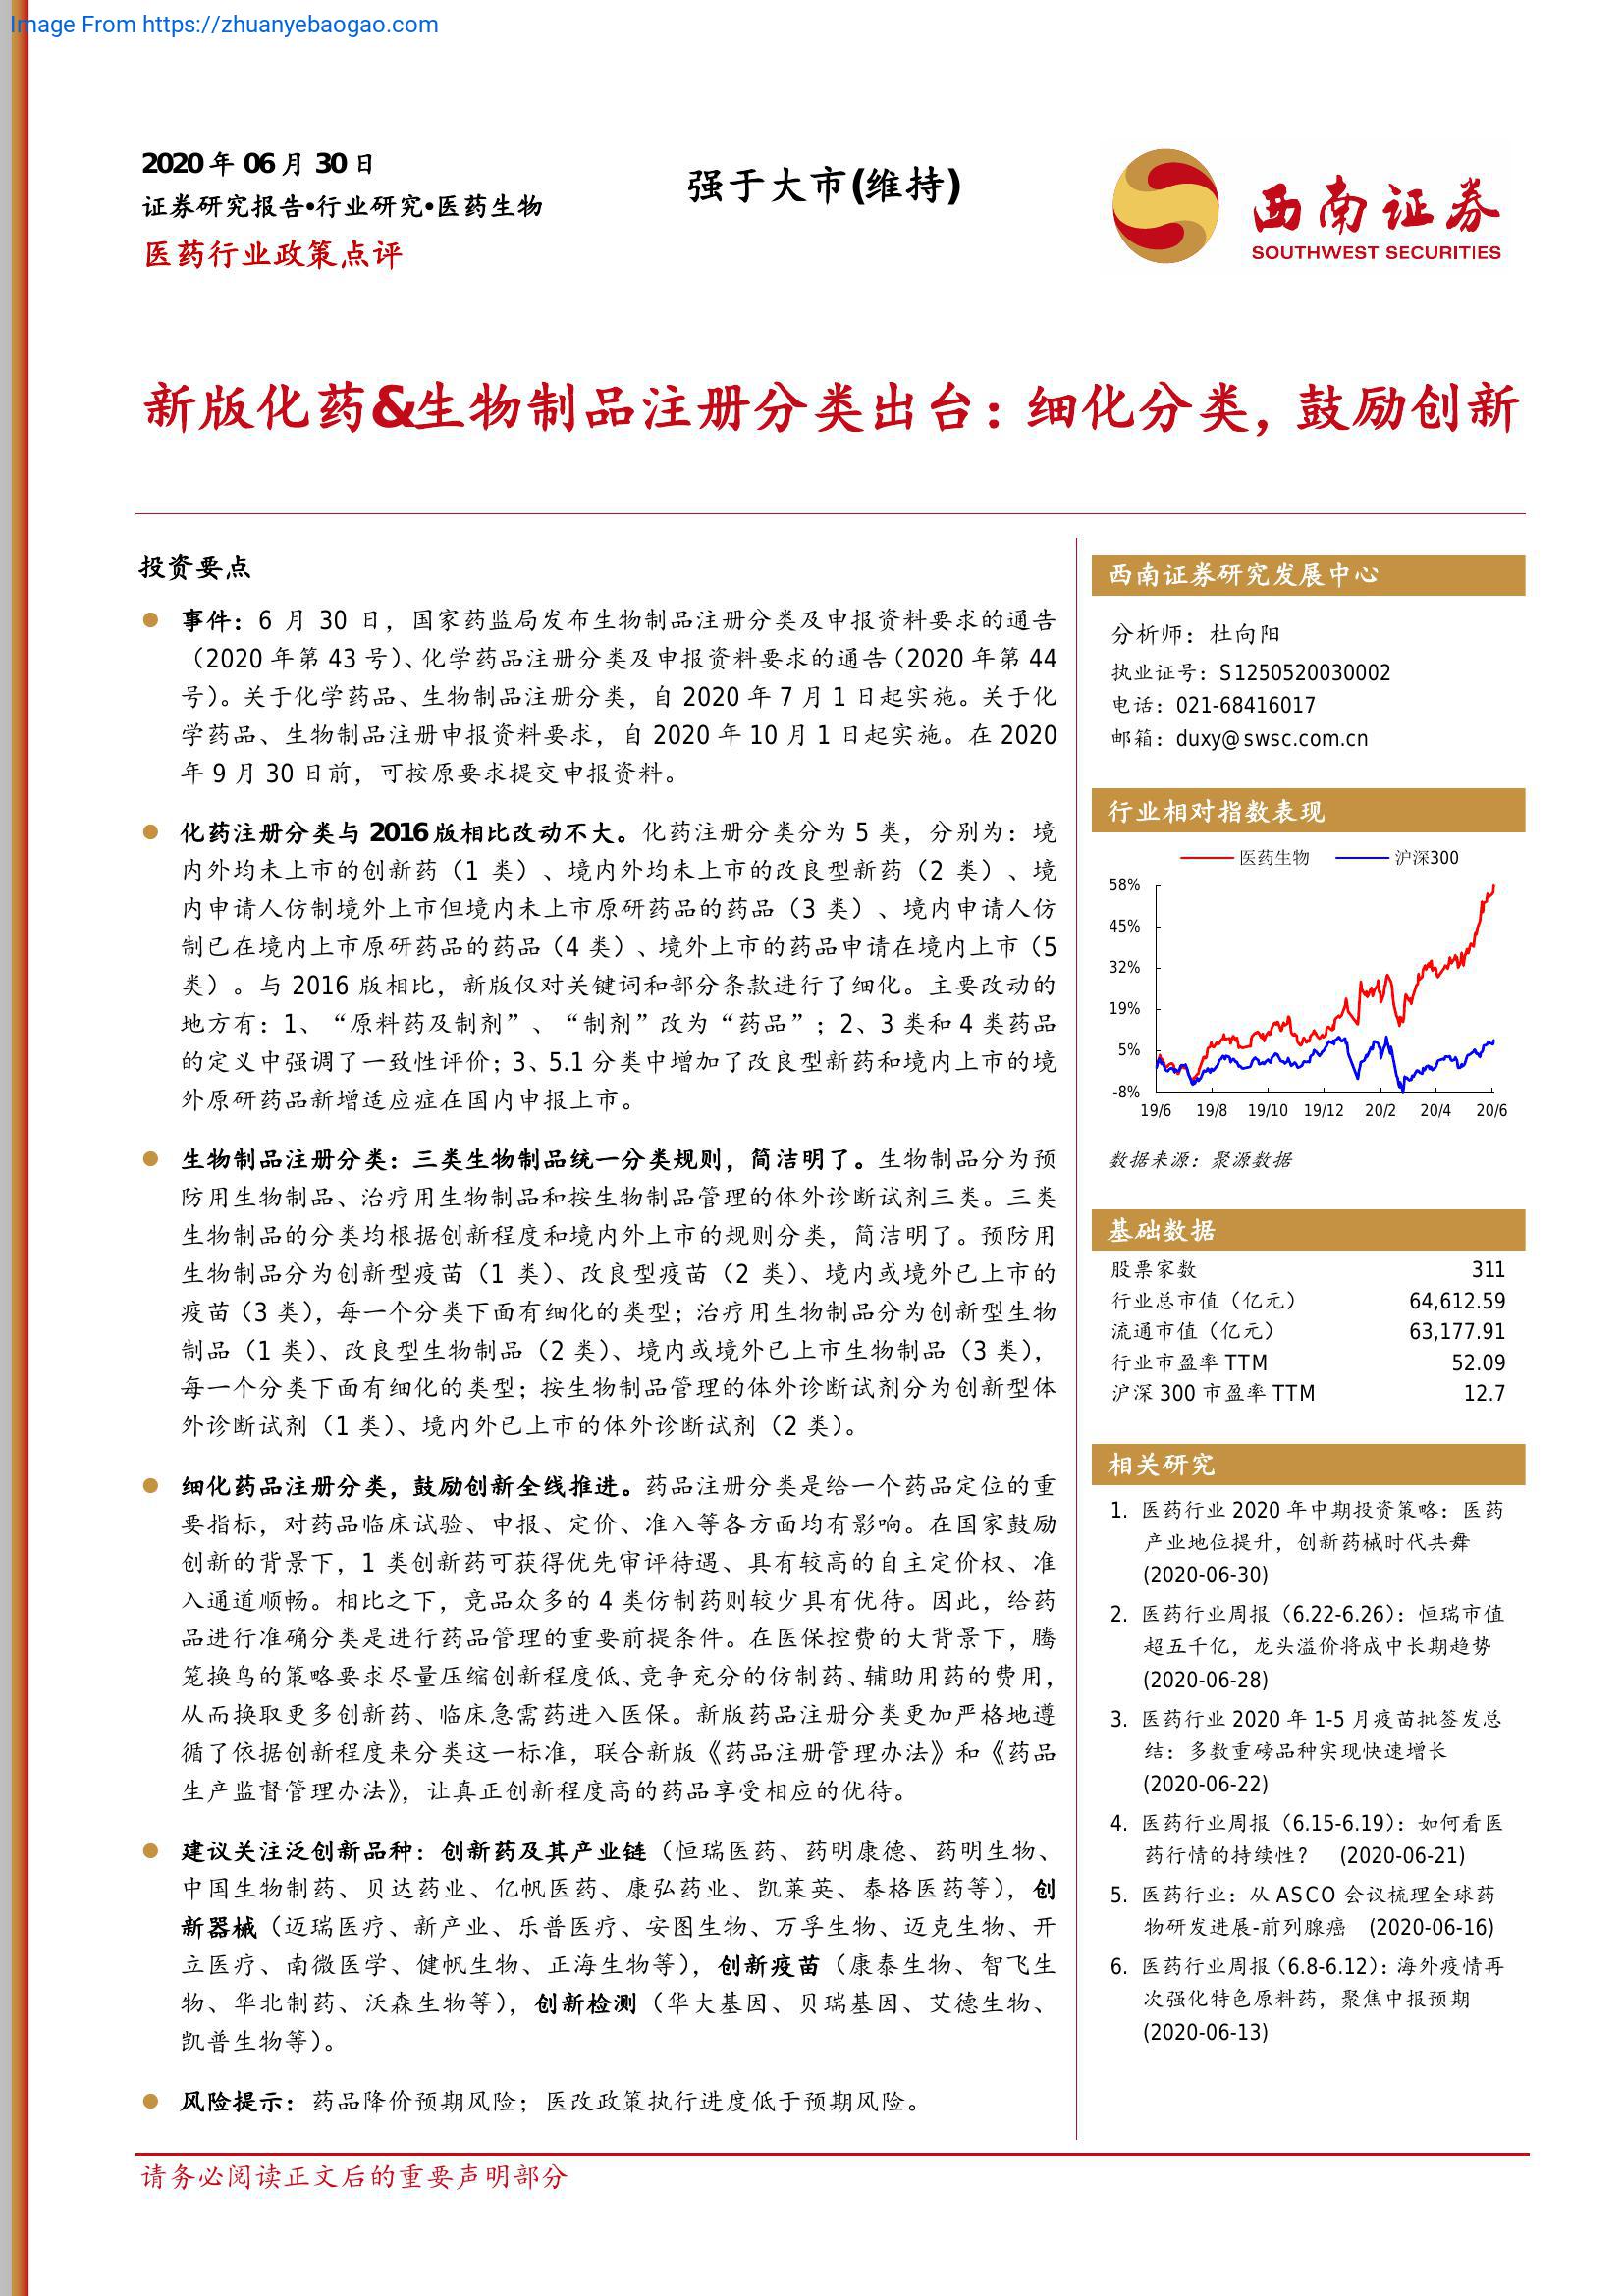 Image From https://zhuanyebaogao.com
2020 年 06 月 30 日
证券研究报告•行业研究•医药生物
医药行业政策点评
强于大市(维持)
西南证券
SOUTHWEST SECURITIES
新版化药&生物制品注册分类出台：细化分类，鼓励创新
投资要点
事件：6 月 30 日，国家药监局发布生物制品注册分类及申报资料要求的通告
（2020 年第 43 号）、化学药品注册分类及申报资料要求的通告（2020 年第 44
号）。关于化学药品、生物制品注册分类，自 2020 年 7 月 1 日起实施。关于化
学药品、生物制品注册申报资料要求，自 2020 年 10 月 1 日起实施。在 2020
年 9 月 30 日前，可按原要求提交申报资料。
化药注册分类与 2016 版相比改动不大。化药注册分类分为 5 类，分别为：境
内外均未上市的创新药（1 类）、境内外均未上市的改良型新药（2 类）、境
内申请人仿制境外上市但境内未上市原研药品的药品（3 类）、境内申请人仿
制已在境内上市原研药品的药品（4 类）、境外上市的药品申请在境内上市（5
类）。与 2016 版相比，新版仅对关键词和部分条款进行了细化。主要改动的
地方有：1、“原料药及制剂”、“制剂”改为“药品”；2、3 类和 4 类药品
的定义中强调了一致性评价；3、5.1 分类中增加了改良型新药和境内上市的境
外原研药品新增适应症在国内申报上市。
生物制品注册分类：三类生物制品统一分类规则，简洁明了。生物制品分为预
防用生物制品、治疗用生物制品和按生物制品管理的体外诊断试剂三类。三类
生物制品的分类均根据创新程度和境内外上市的规则分类，简洁明了。预防用
生物制品分为创新型疫苗（1 类）、改良型疫苗（2 类）、境内或境外已上市的
疫苗（3 类），每一个分类下面有细化的类型；治疗用生物制品分为创新型生物
制品（1 类）、改良型生物制品（2 类）、境内或境外已上市生物制品（3 类），
每一个分类下面有细化的类型；按生物制品管理的体外诊断试剂分为创新型体
外诊断试剂（1 类）、境内外已上市的体外诊断试剂（2 类）。
细化药品注册分类，鼓励创新全线推进。药品注册分类是给一个药品定位的重
要指标，对药品临床试验、申报、定价、准入等各方面均有影响。在国家鼓励
创新的背景下，1 类创新药可获得优先审评待遇、具有较高的自主定价权、准
入通道顺畅。相比之下，竞品众多的 4 类仿制药则较少具有优待。因此，给药
品进行准确分类是进行药品管理的重要前提条件。在医保控费的大背景下，腾
笼换鸟的策略要求尽量压缩创新程度低、竞争充分的仿制药、辅助用药的费用，
从而换取更多创新药、临床急需药进入医保。新版药品注册分类更加严格地遵
循了依据创新程度来分类这一标准，联合新版《药品注册管理办法》和《药品
生产监督管理办法》，让真正创新程度高的药品享受相应的优待。
建议关注泛创新品种：创新药及其产业链（恒瑞医药、药明康德、药明生物、
中国生物制药、贝达药业、亿帆医药、康弘药业、凯莱英、泰格医药等），创
新器械（迈瑞医疗、新产业、乐普医疗、安图生物、万孚生物、迈克生物、开
立医疗、南微医学、健帆生物、正海生物等），创新疫苗（康泰生物、智飞生
物、华北制药、沃森生物等），创新检测（华大基因、贝瑞基因、艾德生物、
凯普生物等）。
风险提示：药品降价预期风险；医改政策执行进度低于预期风险。
西南证券研究发展中心
分析师：杜向阳
执业证号：S1250520030002
电话：021-68416017
邮箱：duxy@swsc.com.cn
行业相对指数表现
医药生物 沪深300
58%
45%
32%
19%
5%
-8%
19/6 19/8 19/10 19/12 20/2 20/4 20/6
数据来源：聚源数据
基础数据
股票家数 311
行业总市值（亿元） 64,612.59
流通市值（亿元） 63,177.91
行业市盈率 TTM 52.09
沪深 300 市盈率 TTM 12.7
相关研究
1. 医药行业 2020 年中期投资策略：医药
产业地位提升，创新药械时代共舞
(2020-06-30)
2. 医药行业周报（6.22-6.26）：恒瑞市值
超五千亿，龙头溢价将成中长期趋势
(2020-06-28)
3. 医药行业 2020 年 1-5 月疫苗批签发总
结：多数重磅品种实现快速增长
(2020-06-22)
4. 医药行业周报（6.15-6.19）：如何看医
药行情的持续性？ (2020-06-21)
5. 医药行业：从 ASCO 会议梳理全球药
物研发进展-前列腺癌 (2020-06-16)
6. 医药行业周报（6.8-6.12）：海外疫情再
次强化特色原料药，聚焦中报预期
(2020-06-13)
请务必阅读正文后的重要声明部分